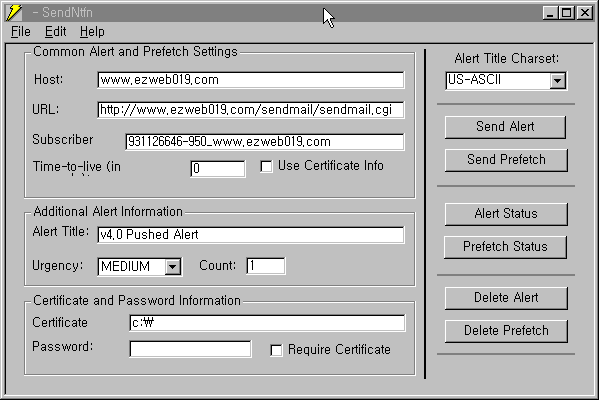 - SendNtfn
File Edit Help
Common Alert and Prefetch Settings
Host: www.ezweb019.com
URL: http://www.ezweb019.com/sendmail/sendmail.cgi
Subscriber 931126646-950_www.ezweb019.com
Time-to-live (in 0 Use Certificate Info
Additional Alert Information
Alert Title: v4.0 Pushed Alert
Urgency: MEDIUM Count: 1
Certificate and Password Information
Certificate c:₩
Password: Require Certificate
Alert Title Charset:
US-ASCII
Send Alert
Send Prefetch
Alert Status
Prefetch Status
Delete Alert
Delete Prefetch